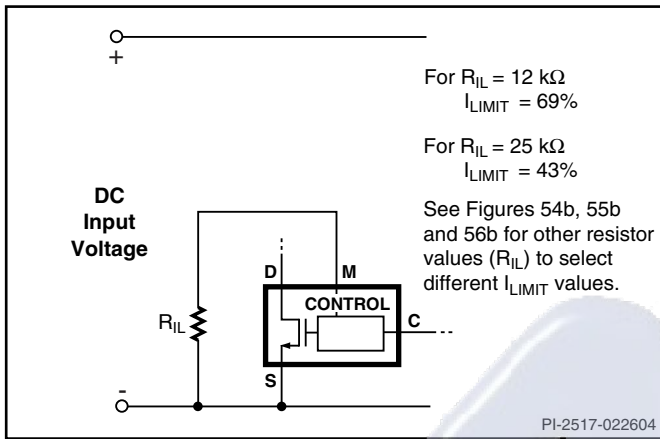 +
For R_IL = 12 kΩ
I_LIMIT = 69%
For R_IL = 25 kΩ
I_LIMIT = 43%
See Figures 54b, 55b
and 56b for other resistor
values (R_IL) to select
different I_LIMIT values.
DC
Input
Voltage
D M
CONTROL
C
R_IL
S
-
PI-2517-022604